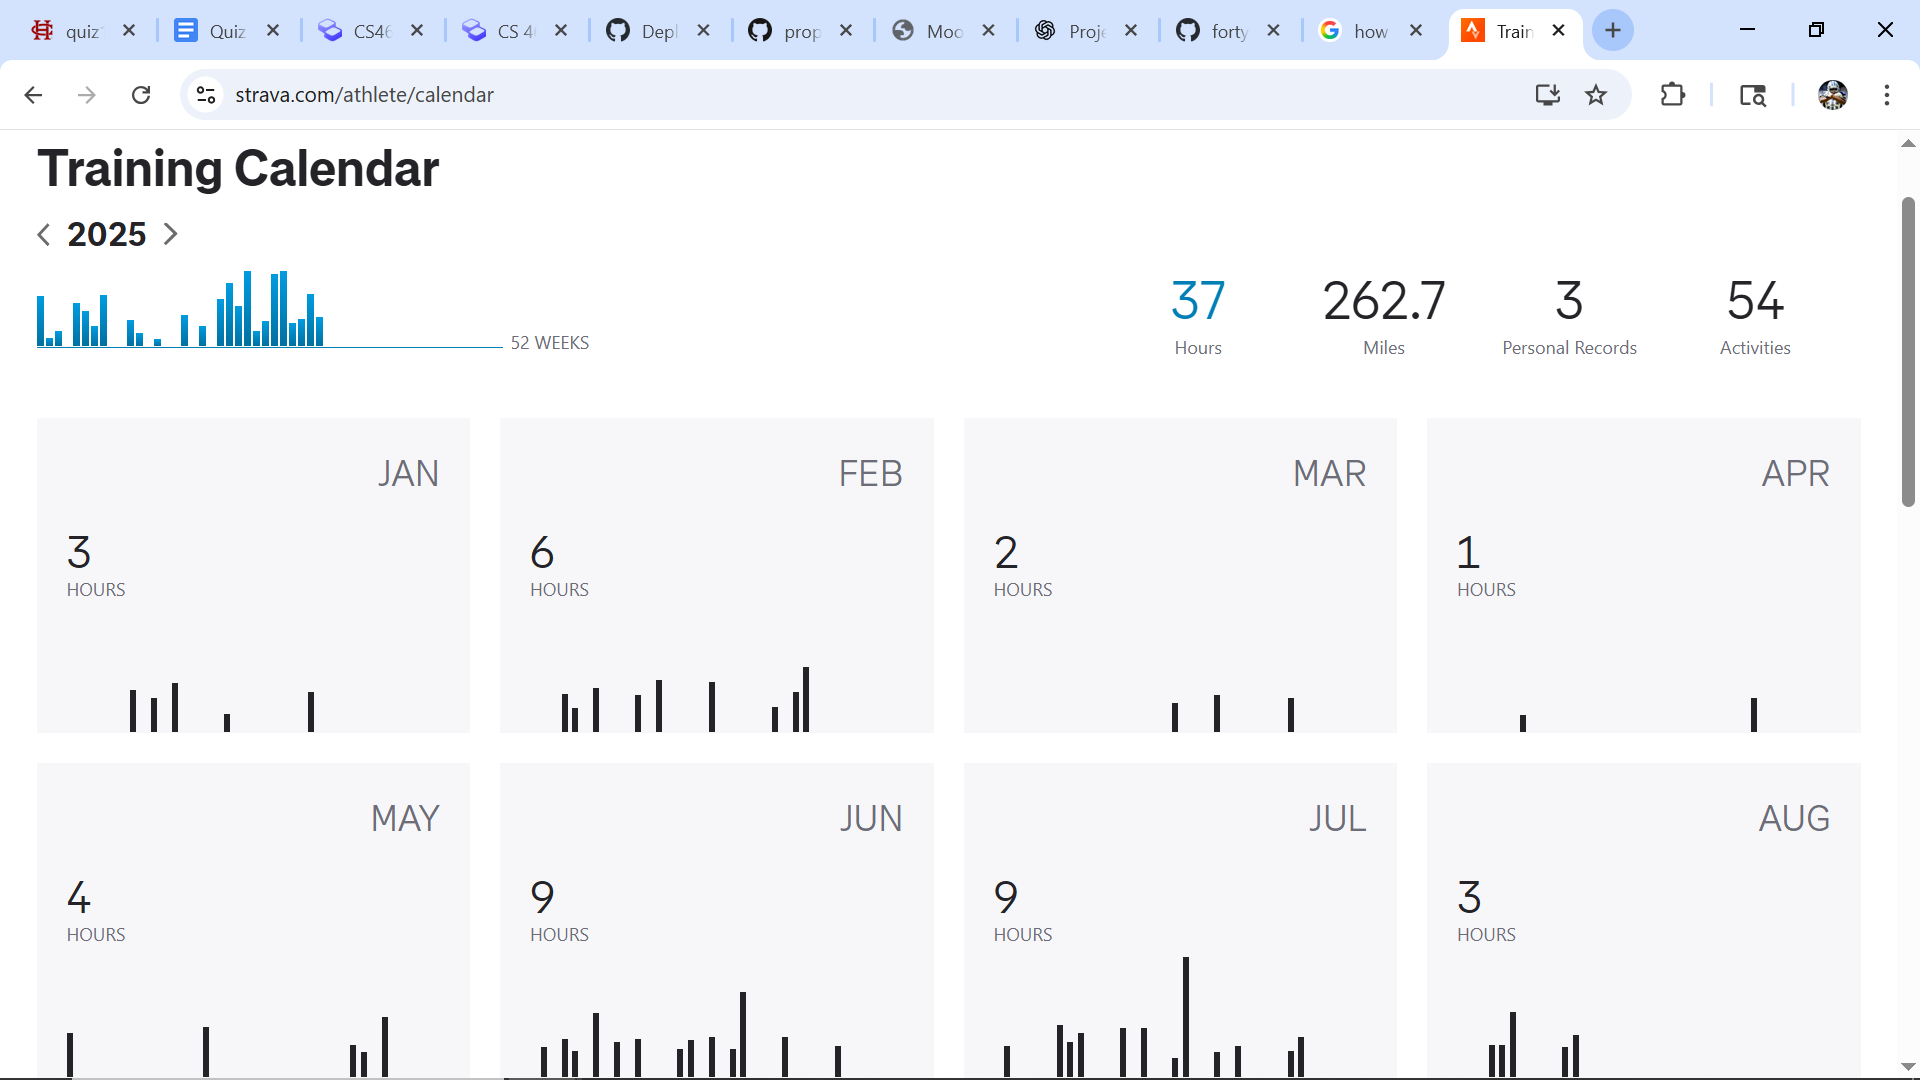 quiz
Quiz
CS46
CS 4
Depl
prop
Moo
Proje
forty
how
Train
strava.com/athlete/calendar
Training Calendar
2025
52 WEEKS
37
Hours
262.7
Miles
3
Personal Records
54
Activities
JAN
3
HOURS
FEB
6
HOURS
MAR
2
HOURS
APR
1
HOURS
MAY
4
HOURS
JUN
9
HOURS
JUL
9
HOURS
AUG
3
HOURS